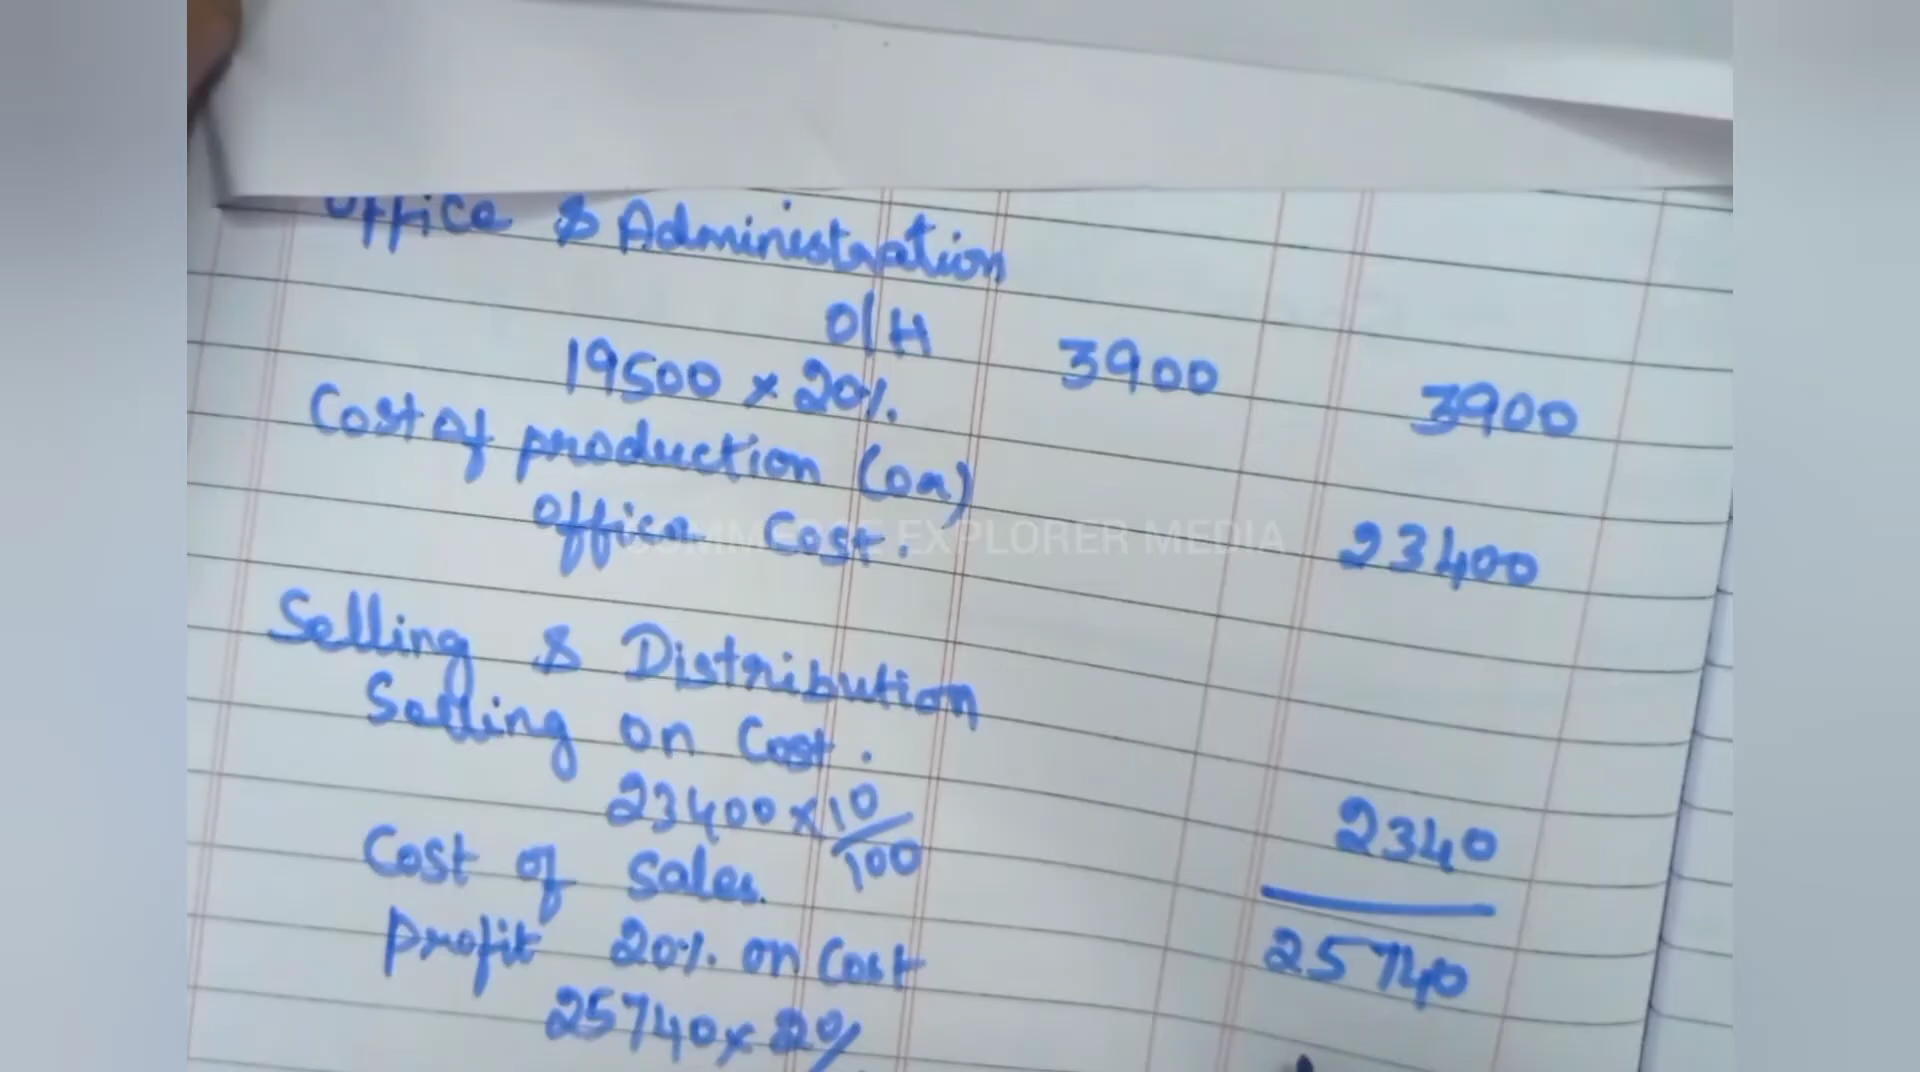 Office & Administration
O/H
19500 × 20%. 3900 3900
Cost of production (or)
office Cost. 23400
COMMERCE EXPLORER MEDIA
Selling & Distribution
Selling on Cost.
23400 × 10/100 2340
Cost of sales. 25740
Profit 20%. on Cost
25740 × 20%